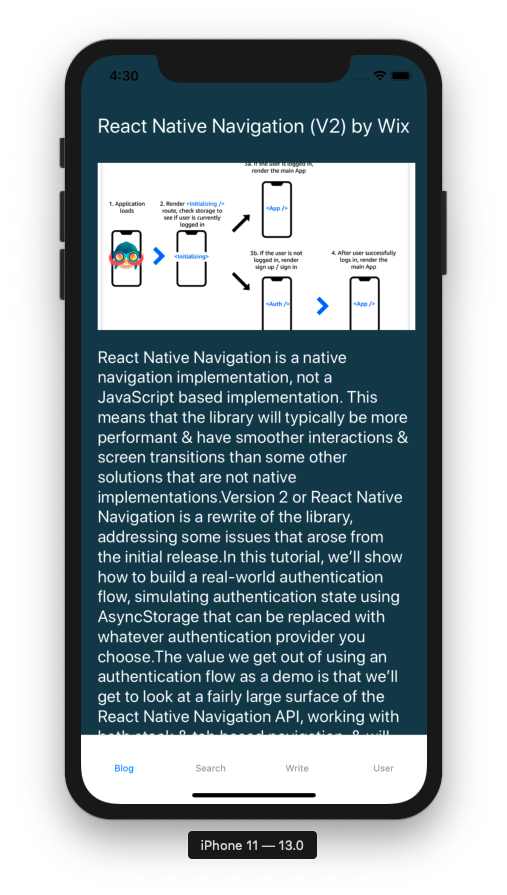 4:30
React Native Navigation (V2) by Wix
3a. If the user is logged in,
render the main App
1. Application
loads
2. Render <Initializing />
route, check storage to
see if user is currently
logged in
<App />
<Initializing>
3b. If the user is not
logged in, render
sign up / sign in
4. After user successfully
logs in, render the
main App
<Auth />
<App />
React Native Navigation is a native
navigation implementation, not a
JavaScript based implementation. This
means that the library will typically be more
performant & have smoother interactions &
screen transitions than some other
solutions that are not native
implementations.Version 2 or React Native
Navigation is a rewrite of the library,
addressing some issues that arose from
the initial release.In this tutorial, we’ll show
how to build a real-world authentication
flow, simulating authentication state using
AsyncStorage that can be replaced with
whatever authentication provider you
choose.The value we get out of using an
authentication flow as a demo is that we’ll
get to look at a fairly large surface of the
React Native Navigation API, working with
both stack & tab based navigation, & will
Blog
Search
Write
User
iPhone 11 — 13.0